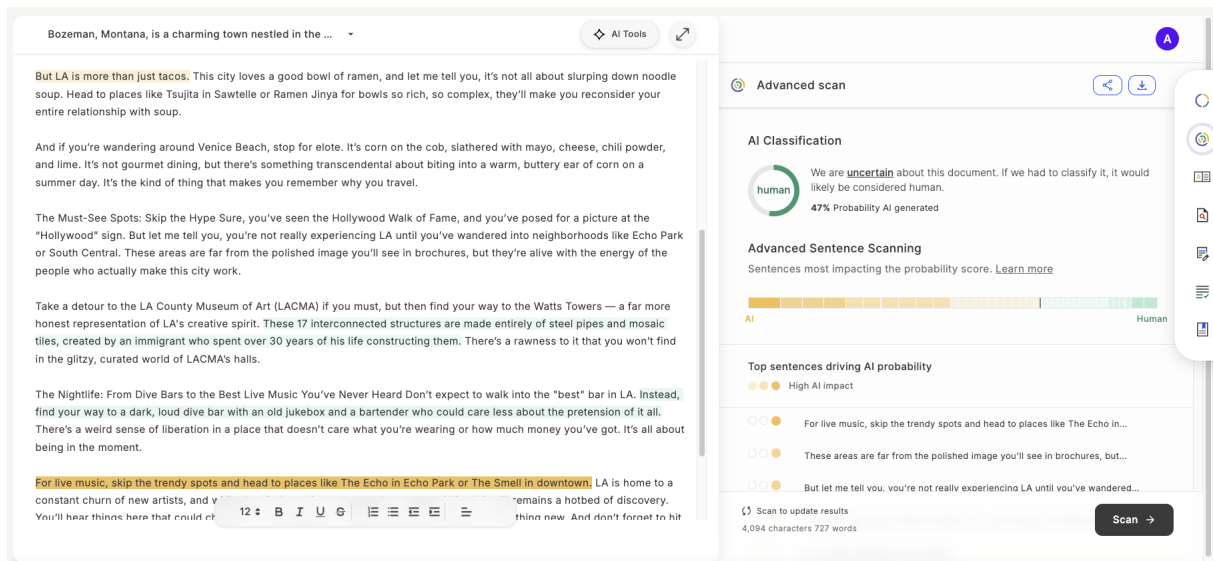 Bozeman, Montana, is a charming town nestled in the ...
AI Tools
But LA is more than just tacos. This city loves a good bowl of ramen, and let me tell you, it's not all about slurping down noodle
soup. Head to places like Tsujita in Sawtelle or Ramen Jinya for bowls so rich, so complex, they'll make you reconsider your
entire relationship with soup.
And if you're wandering around Venice Beach, stop for elote. It's corn on the cob, slathered with mayo, cheese, chili powder,
and lime. It's not gourmet dining, but there's something transcendental about biting into a warm, buttery ear of corn on a
summer day. It's the kind of thing that makes you remember why you travel.
The Must-See Spots: Skip the Hype Sure, you've seen the Hollywood Walk of Fame, and you've posed for a picture at the
"Hollywood" sign. But let me tell you, you're not really experiencing LA until you've wandered into neighborhoods like Echo Park
or South Central. These areas are far from the polished image you'll see in brochures, but they're alive with the energy of the
people who actually make this city work.
Take a detour to the LA County Museum of Art (LACMA) if you must, but then find your way to the Watts Towers — a far more
honest representation of LA's creative spirit. These 17 interconnected structures are made entirely of steel pipes and mosaic
tiles, created by an immigrant who spent over 30 years of his life constructing them. There's a rawness to it that you won't find
in the glitzy, curated world of LACMA's halls.
The Nightlife: From Dive Bars to the Best Live Music You've Never Heard Don't expect to walk into the "best" bar in LA. Instead,
find your way to a dark, loud dive bar with an old jukebox and a bartender who could care less about the pretension of it all.
There's a weird sense of liberation in a place that doesn't care what you're wearing or how much money you've got. It's all about
being in the moment.
For live music, skip the trendy spots and head to places like The Echo in Echo Park or The Smell in downtown. LA is home to a
constant churn of new artists, and remains a hotbed of discovery.
You'll hear things here that could thing new. And don't forget to hit
12 B I U S
A
Advanced scan
AI Classification
human
We are uncertain about this document. If we had to classify it, it would
likely be considered human.
47% Probability AI generated
Advanced Sentence Scanning
Sentences most impacting the probability score. Learn more
AI
Human
Top sentences driving AI probability
High AI impact
For live music, skip the trendy spots and head to places like The Echo in...
These areas are far from the polished image you'll see in brochures, but...
But let me tell you, you're not really experiencing LA until you've wandered...
Scan to update results
4,094 characters 727 words
Scan